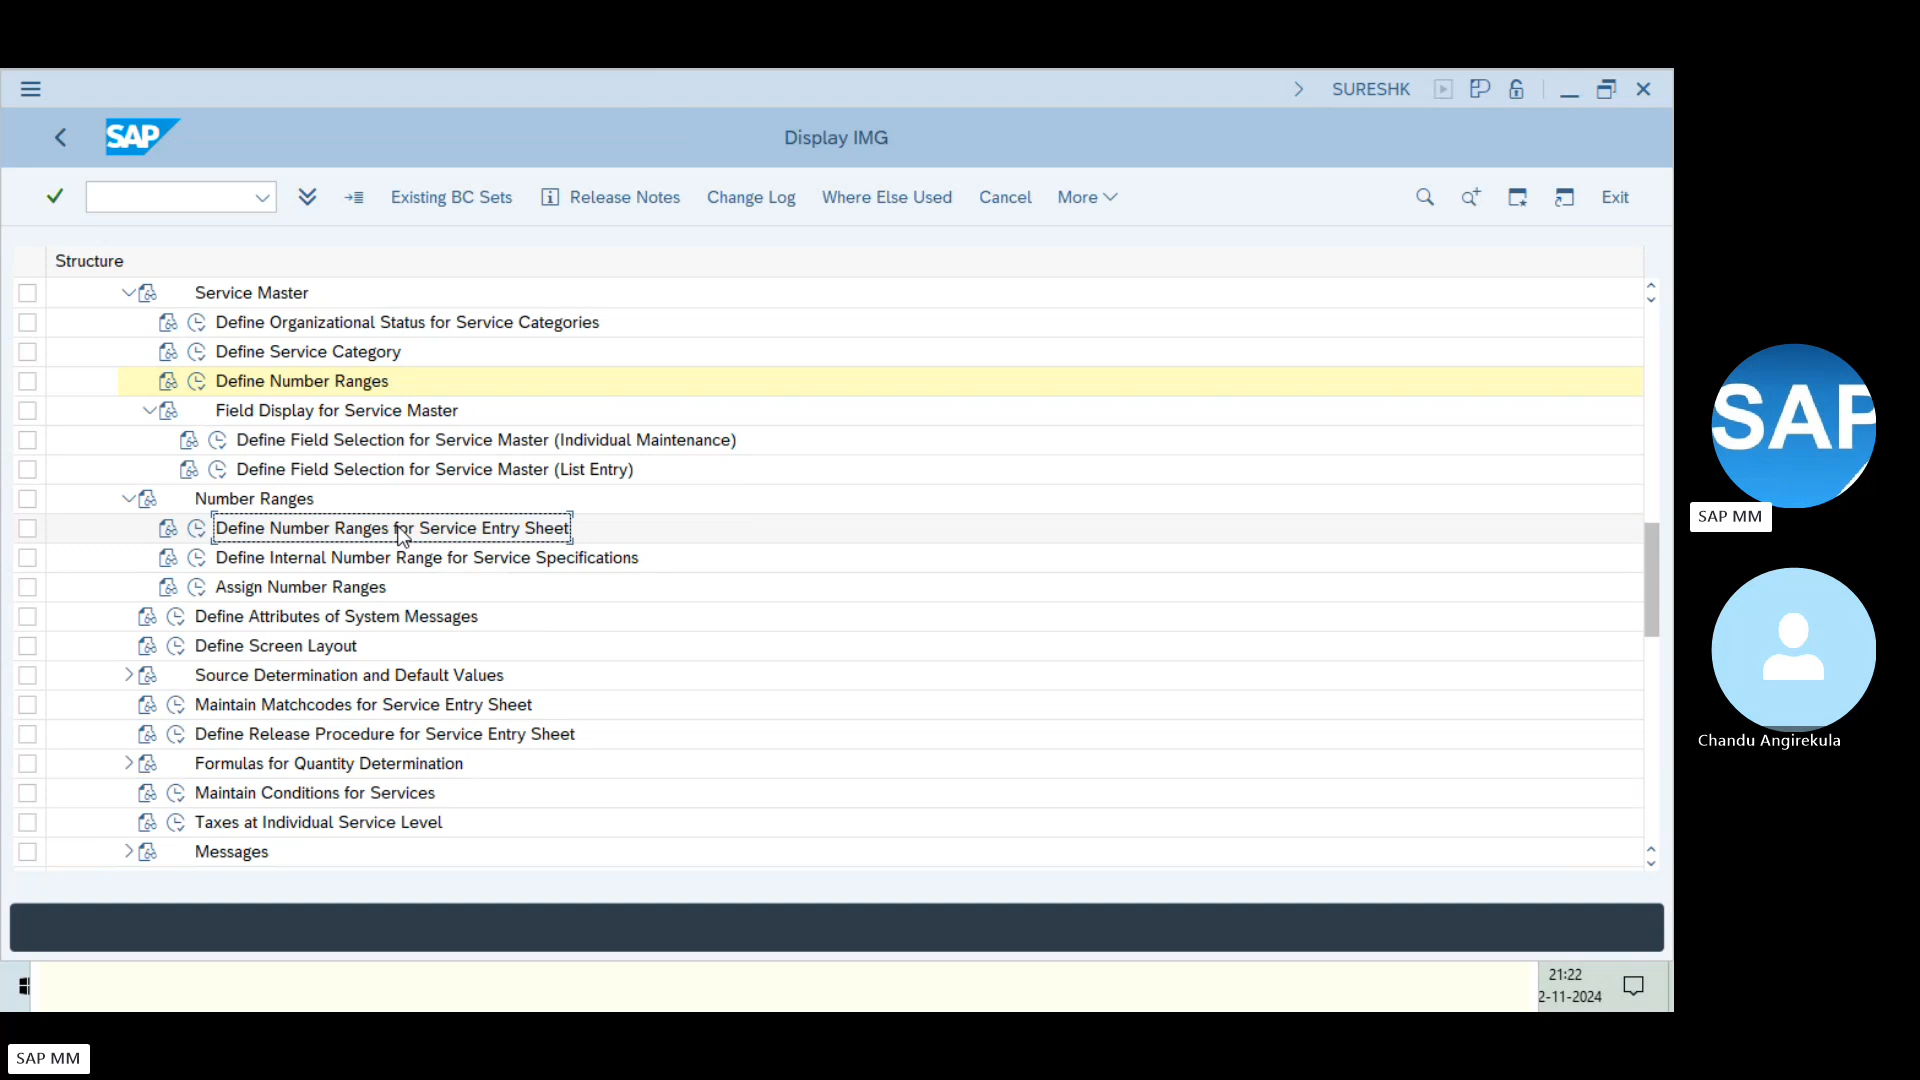 SURESHK
SAP
Display IMG
Existing BC Sets
Release Notes
Change Log
Where Else Used
Cancel
More
Exit
Structure
Service Master
Define Organizational Status for Service Categories
Define Service Category
Define Number Ranges
Field Display for Service Master
Define Field Selection for Service Master (Individual Maintenance)
Define Field Selection for Service Master (List Entry)
Number Ranges
Define Number Ranges for Service Entry Sheet
Define Internal Number Range for Service Specifications
Assign Number Ranges
Define Attributes of System Messages
Define Screen Layout
Source Determination and Default Values
Maintain Matchcodes for Service Entry Sheet
Define Release Procedure for Service Entry Sheet
Formulas for Quantity Determination
Maintain Conditions for Services
Taxes at Individual Service Level
Messages
21:22
2-11-2024
SAP
SAP MM
Chandu Angirekula
SAP MM